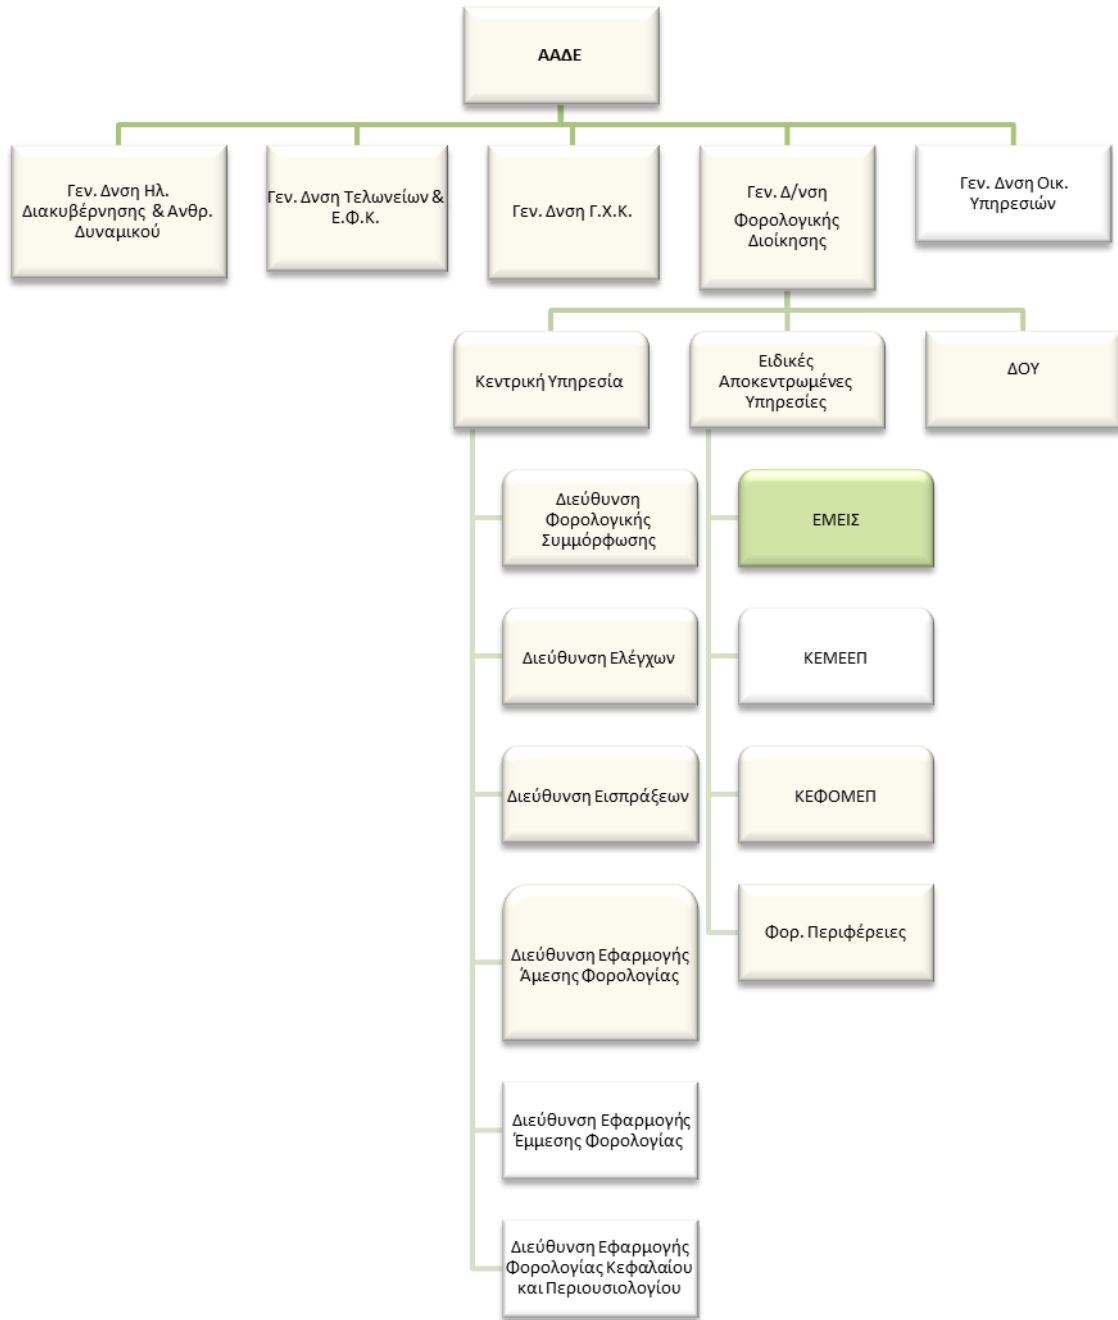 ΑΑΔΕ
Γεν. Δνση Ηλ.
Διακυβέρνησης & Ανθρ.
Δυναμικού
Γεν. Δνση Τελωνείων &
Ε.Φ.Κ.
Γεν. Δνση Γ.Χ.Κ.
Γεν. Δ/νση
Φορολογικής
Διοίκησης
Γεν. Δνση Οικ.
Υπηρεσιών
Κεντρική Υπηρεσία
Ειδικές
Αποκεντρωμένες
Υπηρεσίες
ΔΟΥ
Διεύθυνση
Φορολογικής
Συμμόρφωσης
Διεύθυνση Ελέγχων
Διεύθυνση Εισπράξεων
Διεύθυνση Εφαρμογής
Άμεσης Φορολογίας
Διεύθυνση Εφαρμογής
Έμμεσης Φορολογίας
Διεύθυνση Εφαρμογής
Φορολογίας Κεφαλαίου
και Περιουσιολογίου
ΕΜΕΙΣ
ΚΕΜΕΕΠ
ΚΕΦΟΜΕΠ
Φορ. Περιφέρειες